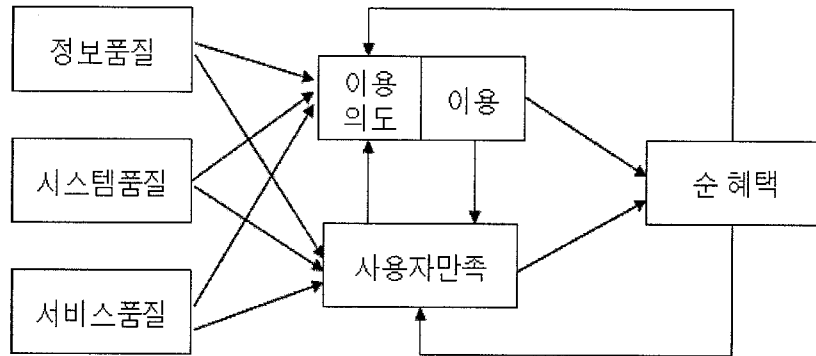 정보품질
시스템품질
서비스품질
이용
의도
이용
사용자만족
순 혜택